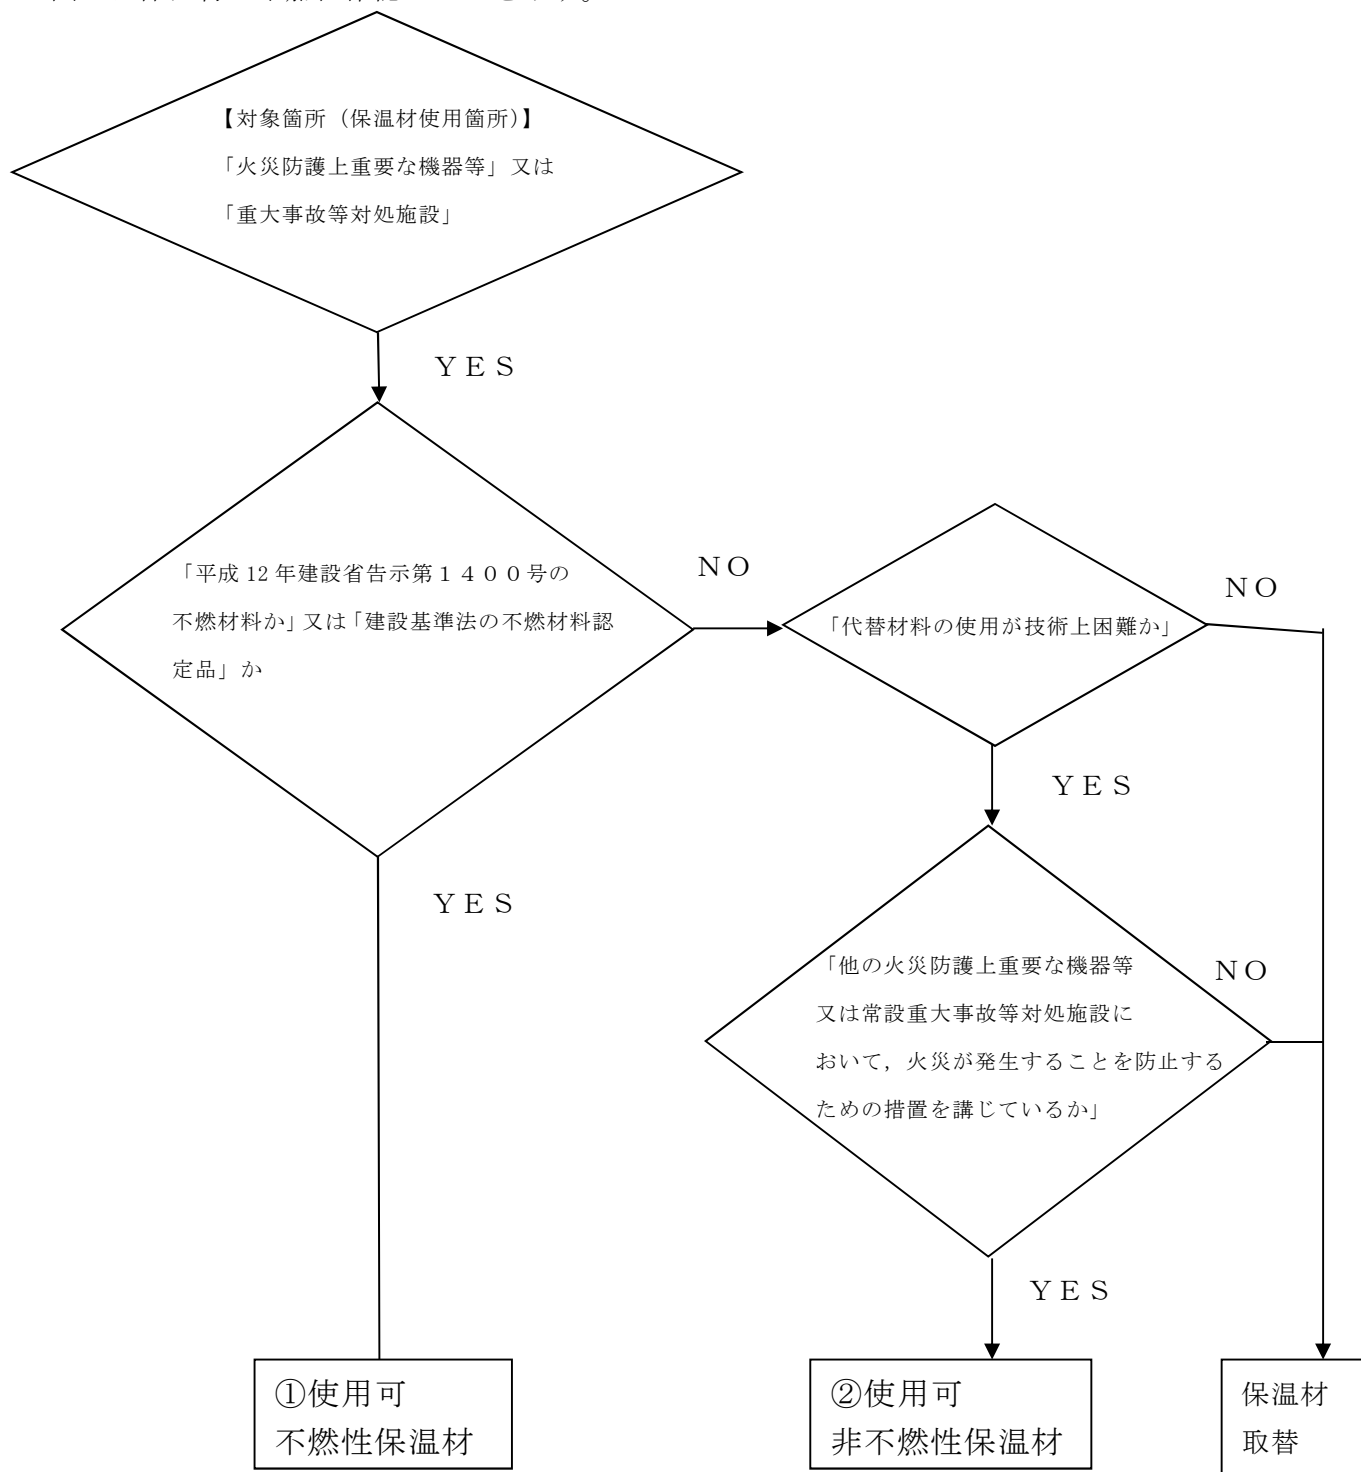 【対象箇所（保温材使用箇所）】
「火災防護上重要な機器等」又は
「重大事故等対処施設」
ＹＥＳ
「平成12年建設省告示第１４００号の
不燃材料か」又は「建設基準法の不燃材料認
定品」か
ＮＯ
「代替材料の使用が技術上困難か」
ＮＯ
ＹＥＳ
ＹＥＳ
「他の火災防護上重要な機器等
又は常設重大事故等対処施設に
おいて，火災が発生することを防止する
ための措置を講じているか」
ＮＯ
ＹＥＳ
①使用可
不燃性保温材
②使用可
非不燃性保温材
保温材
取替